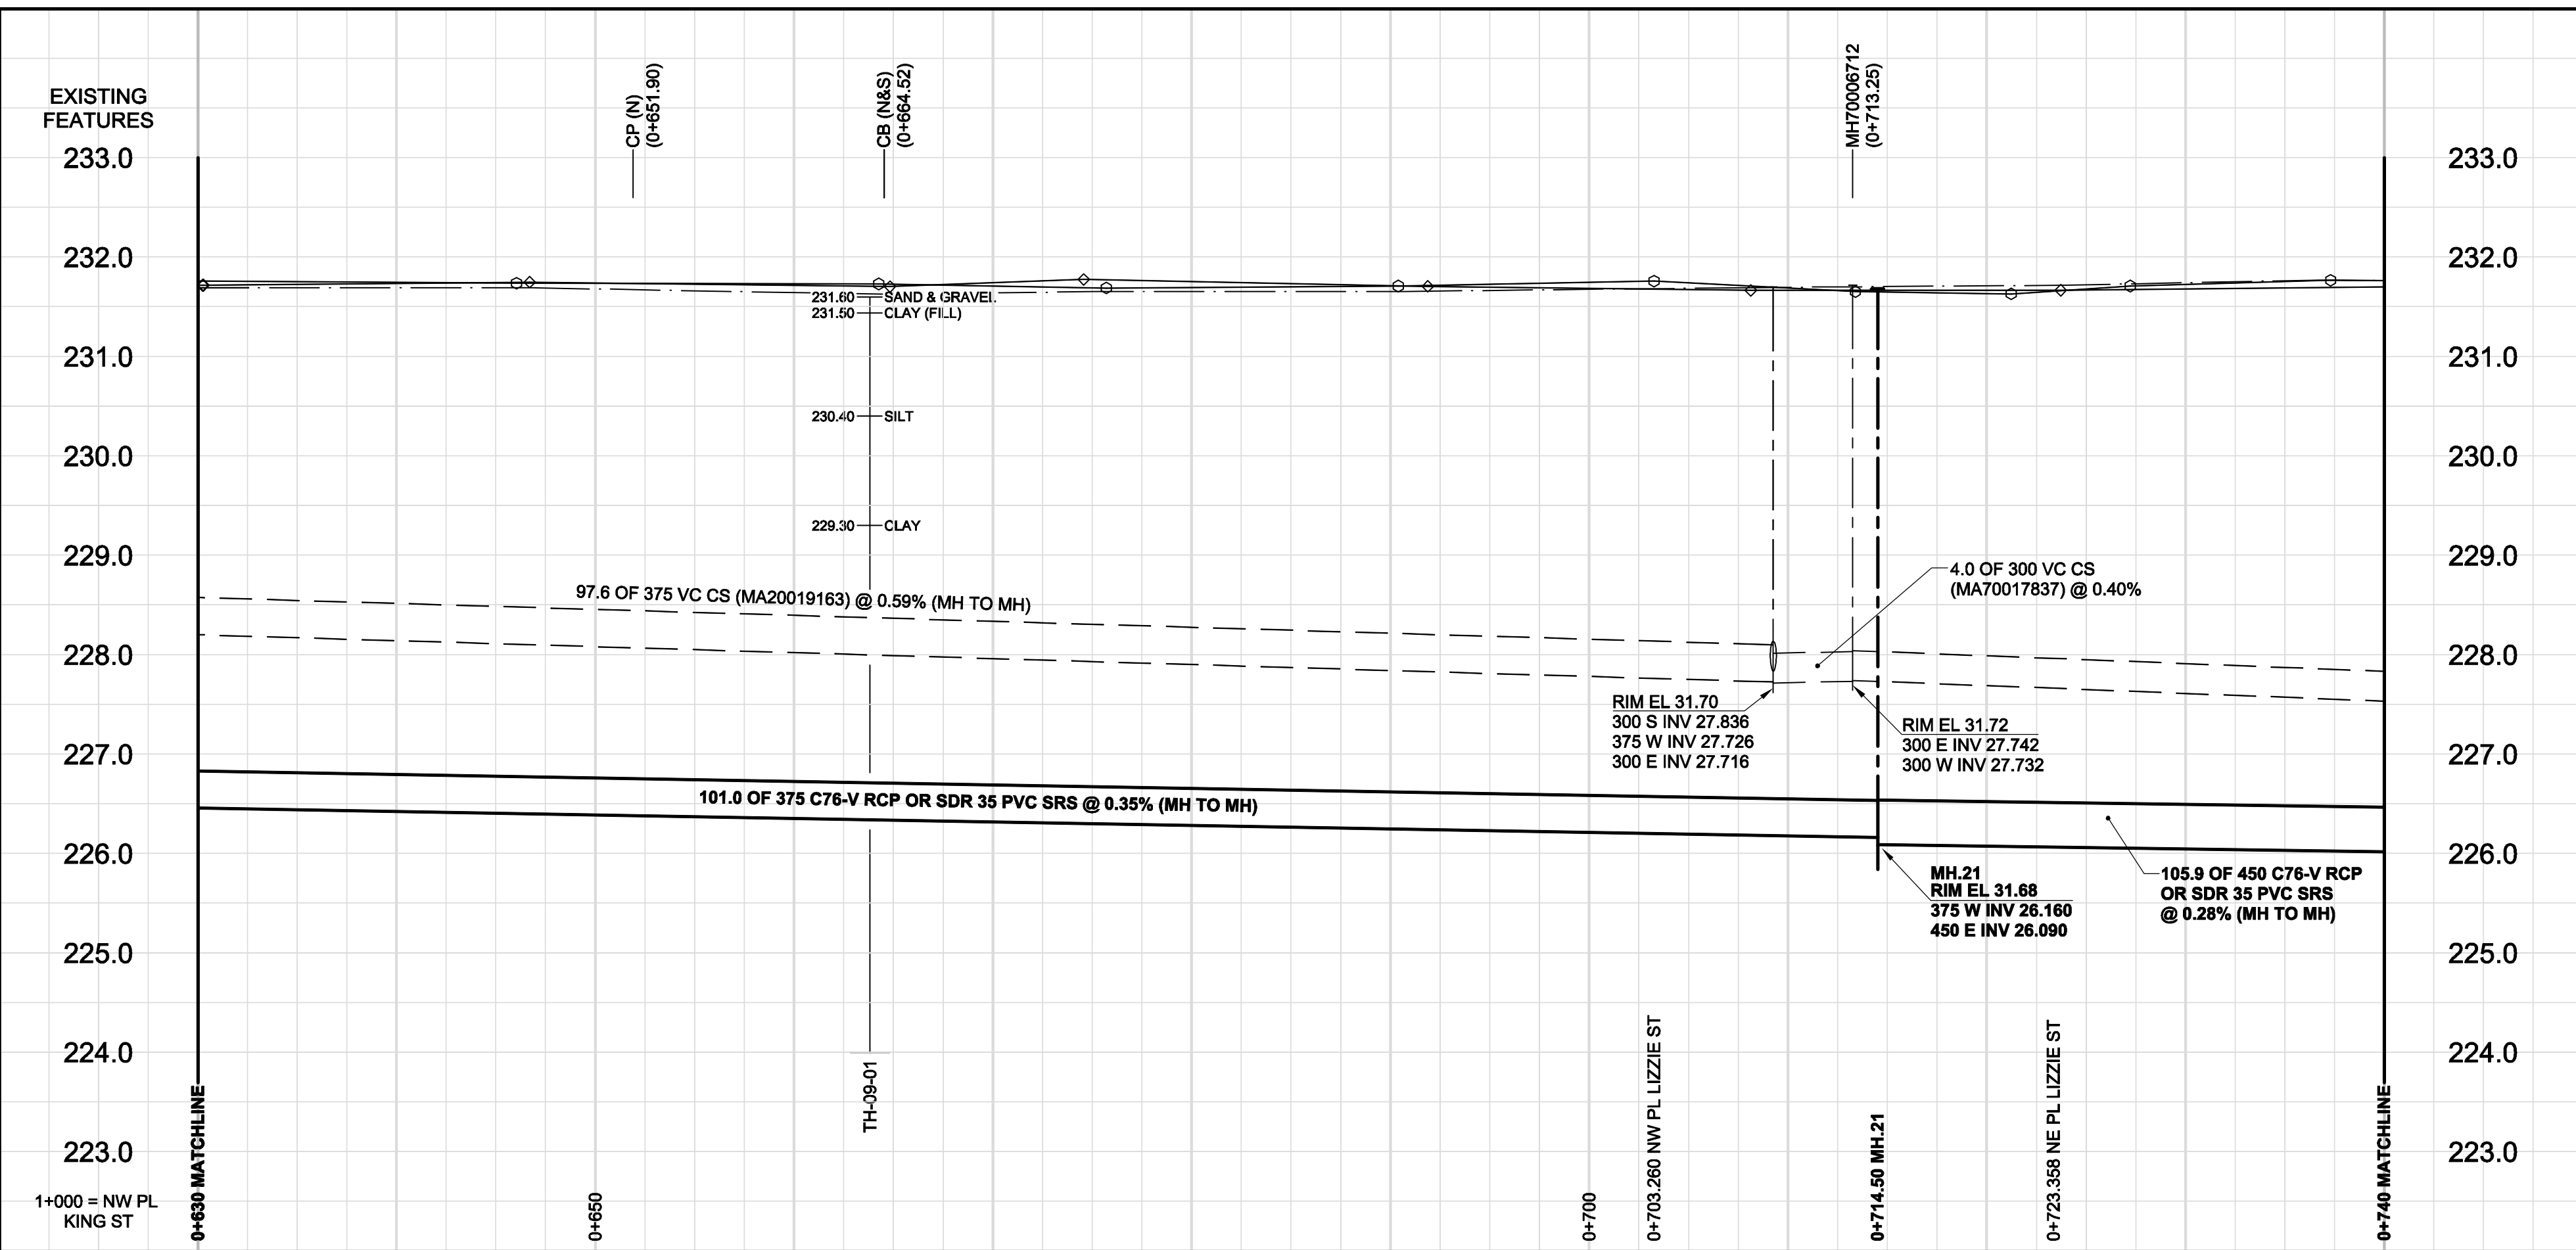 EXISTING
FEATURES
CP (N)
(0+651.90)
CB (N&S)
(0+664.52)
MH70006712
(0+713.25)
233.0
233.0
232.0
232.0
231.60
SAND & GRAVEL
231.50
CLAY (FILL)
231.0
231.0
230.40
SILT
230.0
230.0
229.30
CLAY
229.0
229.0
97.6 OF 375 VC CS (MA20019163) @ 0.59% (MH TO MH)
4.0 OF 300 VC CS
(MA70017837) @ 0.40%
228.0
228.0
RIM EL 31.70
300 S INV 27.836
375 W INV 27.726
300 E INV 27.716
RIM EL 31.72
300 E INV 27.742
300 W INV 27.732
227.0
227.0
101.0 OF 375 C76-V RCP OR SDR 35 PVC SRS @ 0.35% (MH TO MH)
226.0
226.0
MH.21
RIM EL 31.68
375 W INV 26.160
450 E INV 26.090
105.9 OF 450 C76-V RCP
OR SDR 35 PVC SRS
@ 0.28% (MH TO MH)
225.0
225.0
224.0
224.0
223.0
223.0
1+000 = NW PL
KING ST
0+630 MATCHLINE
0+650
TH-09-01
0+700
0+703.260 NW PL LIZZIE ST
0+714.50 MH.21
0+723.358 NE PL LIZZIE ST
0+740 MATCHLINE